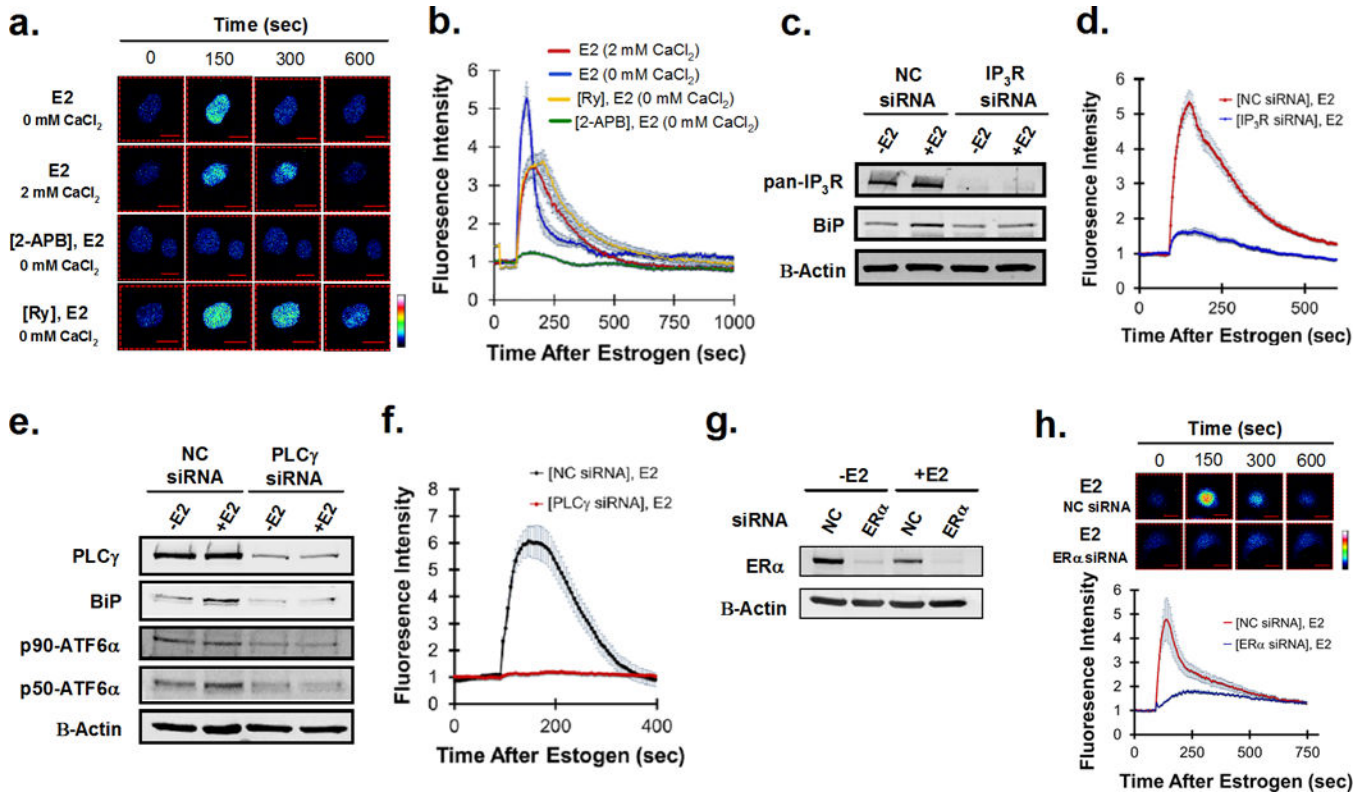 a.
Time (sec)
0 150 300 600
E2
0 mM CaCl2
E2
2 mM CaCl2
[2-APB], E2
0 mM CaCl2
[Ry], E2
0 mM CaCl2
b.
E2 (2 mM CaCl2)
E2 (0 mM CaCl2)
[Ry], E2 (0 mM CaCl2)
[2-APB], E2 (0 mM CaCl2)
Fluoresence Intensity
6
5
4
3
2
1
0
0 250 500 750 1000
Time After Estrogen (sec)
c.
NC siRNA
IP3R siRNA
-E2 +E2 -E2 +E2
pan-IP3R
BiP
B-Actin
d.
[NC siRNA], E2
[IP3R siRNA], E2
Fluoresence Intensity
6
5
4
3
2
1
0
0 250 500
Time After Estrogen (sec)
e.
NC siRNA
PLCγ siRNA
-E2 +E2 -E2 +E2
PLCγ
BiP
p90-ATF6α
p50-ATF6α
B-Actin
f.
[NC siRNA], E2
[PLCγ siRNA], E2
Fluoresence Intensity
8
7
6
5
4
3
2
1
0
0 200 400
Time After Estogen (sec)
g.
-E2 +E2
siRNA NC ERα NC ERα
ERα
B-Actin
h.
Time (sec)
0 150 300 600
E2
NC siRNA
E2
ERα siRNA
[NC siRNA], E2
[ERα siRNA], E2
Fluoresence Intensity
6
5
4
3
2
1
0
0 250 500 750
Time After Estrogen (sec)